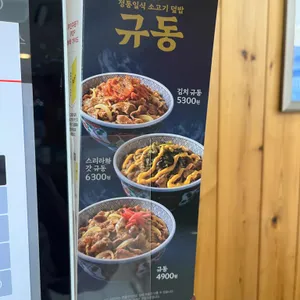 정통일식 소고기 덮밥
규동
김치 규동
5300원
스리라차
갓 규동
6300원
규동
4900원